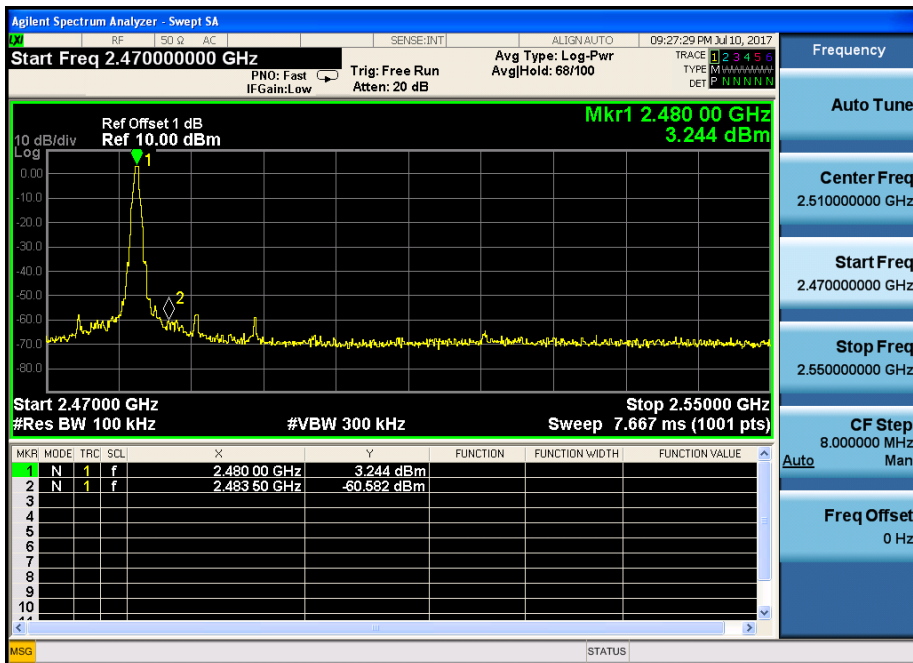 Agilent Spectrum Analyzer - Swept SA
LXI RF 50 Ω AC SENSE:INT ALIGN AUTO 09:27:29 PM Jul 10, 2017
Start Freq 2.470000000 GHz
PNO: Fast
IFGain:Low
Trig: Free Run
Atten: 20 dB
Avg Type: Log-Pwr
Avg|Hold: 68/100
TRACE 1 2 3 4 5 6
TYPE M W W W W W
DET P N N N N N
Mkr1 2.480 00 GHz
3.244 dBm
Ref Offset 1 dB
10 dB/div Ref 10.00 dBm
Log
1
0.00
-10.0
-20.0
-30.0
-40.0
-50.0
2
-60.0
-70.0
-80.0
Start 2.47000 GHz Stop 2.55000 GHz
#Res BW 100 kHz #VBW 300 kHz Sweep 7.667 ms (1001 pts)
MKR MODE TRC SCL X Y FUNCTION FUNCTION WIDTH FUNCTION VALUE
1 N 1 f 2.480 00 GHz 3.244 dBm
2 N 1 f 2.483 50 GHz -60.582 dBm
3
4
5
6
7
8
9
10
MSG STATUS
Frequency
Auto Tune
Center Freq
2.510000000 GHz
Start Freq
2.470000000 GHz
Stop Freq
2.550000000 GHz
CF Step
8.000000 MHz
Auto Man
Freq Offset
0 Hz